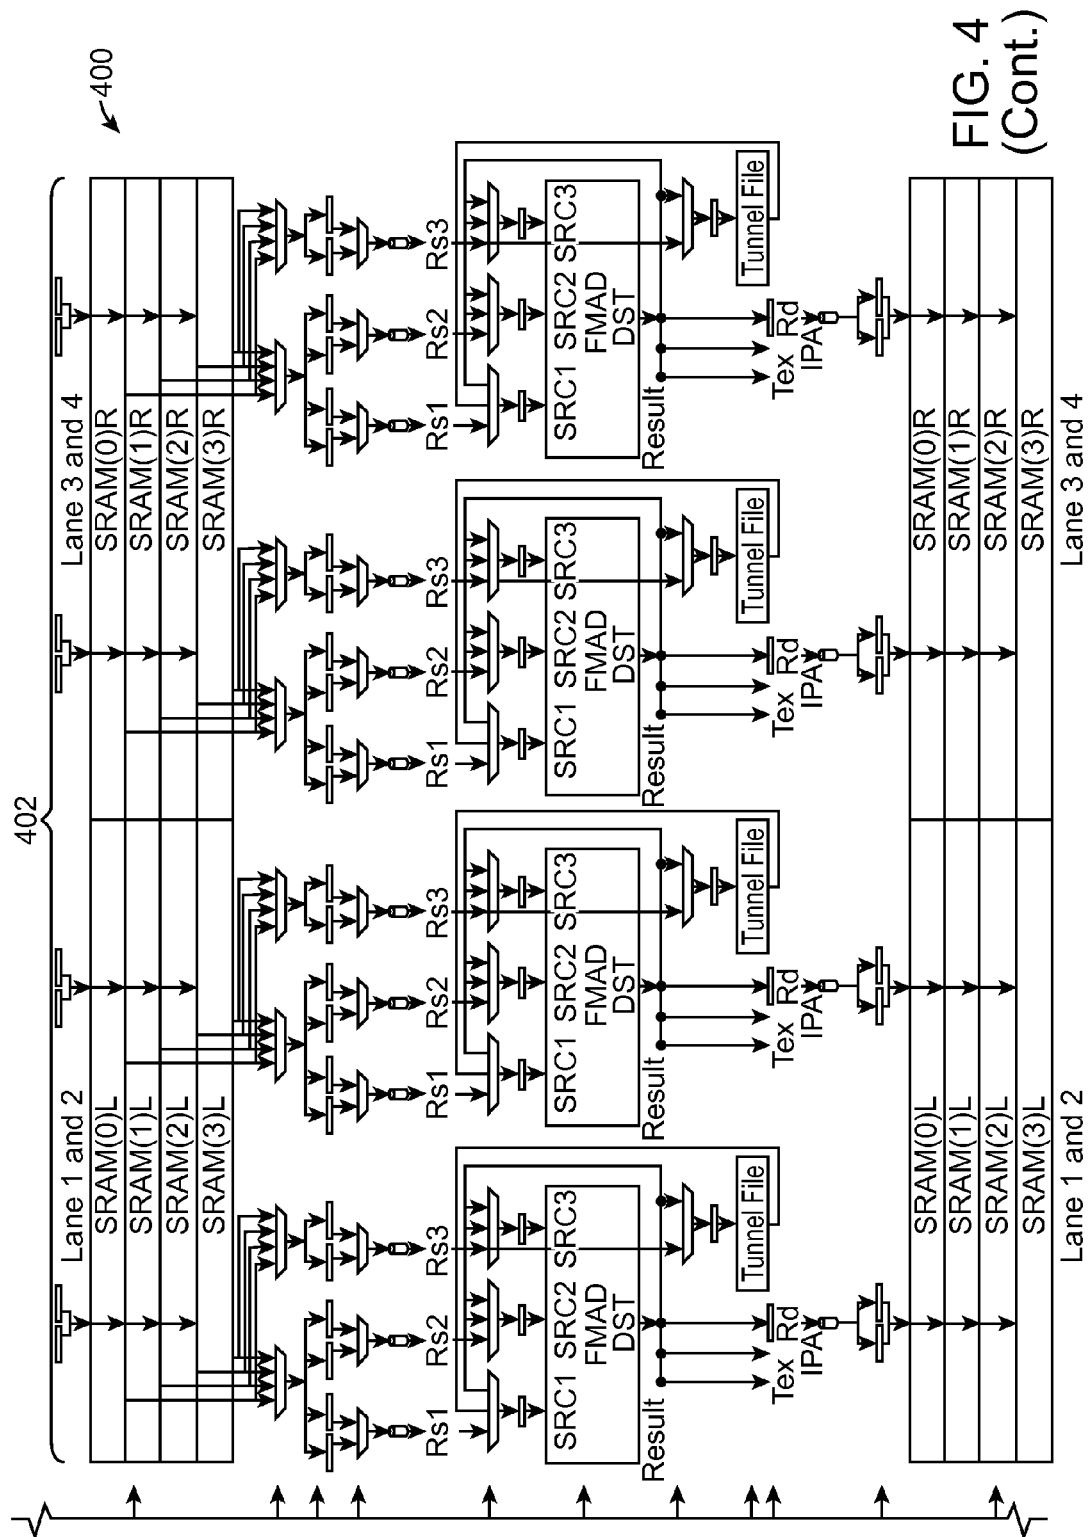 402
400
Lane 1 and 2
Lane 3 and 4
SRAM(0)L
SRAM(0)R
SRAM(1)L
SRAM(1)R
SRAM(2)L
SRAM(2)R
SRAM(3)L
SRAM(3)R
Rs1 Rs2 Rs3
Rs1 Rs2 Rs3
Rs1 Rs2 Rs3
Rs1 Rs2 Rs3
SRC1 SRC2 SRC3
FMAD
DST
SRC1 SRC2 SRC3
FMAD
DST
SRC1 SRC2 SRC3
FMAD
DST
SRC1 SRC2 SRC3
FMAD
DST
Result
Result
Result
Result
Tunnel File
Tunnel File
Tunnel File
Tunnel File
Tex Rd
IPA
Tex Rd
IPA
Tex Rd
IPA
Tex Rd
IPA
SRAM(0)L
SRAM(0)R
SRAM(1)L
SRAM(1)R
SRAM(2)L
SRAM(2)R
SRAM(3)L
SRAM(3)R
Lane 1 and 2
Lane 3 and 4
FIG. 4
(Cont.)